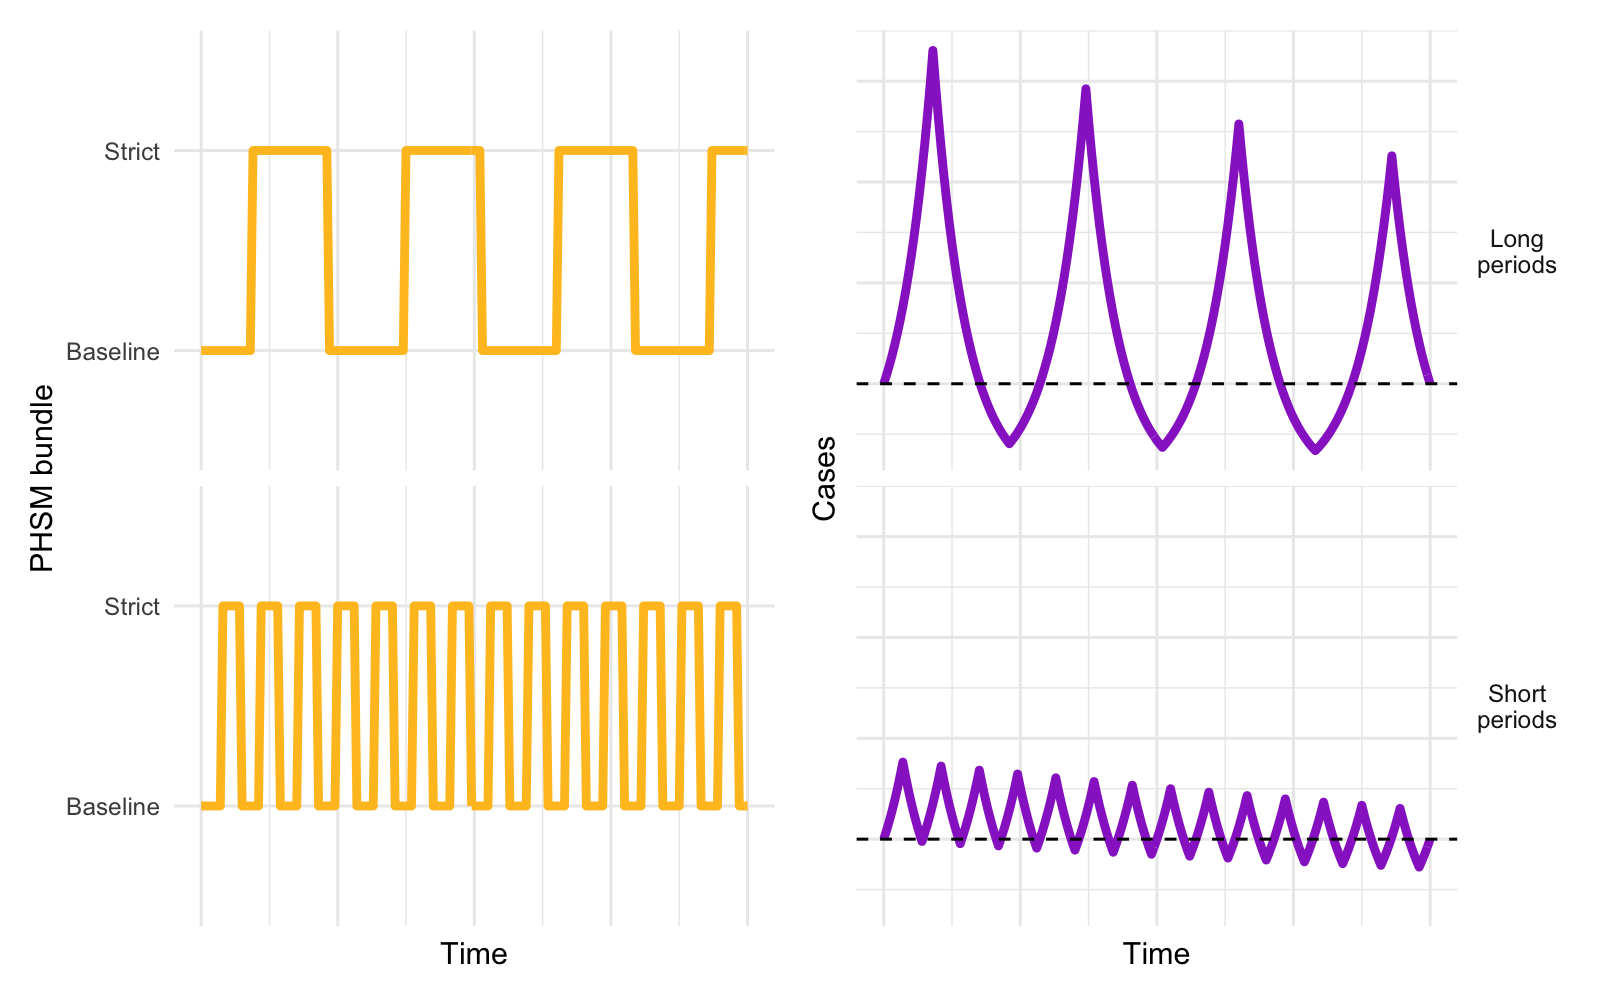 PHSM bundle
Strict
Baseline
Strict
Baseline
Time
Cases
Long
periods
Short
periods
Time